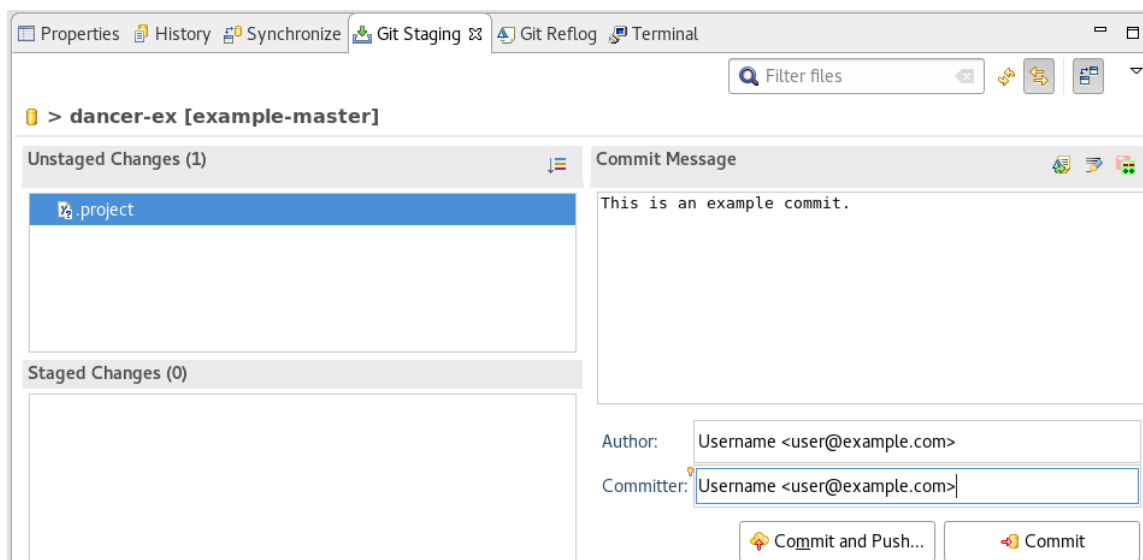 Properties History Synchronize Git Staging Git Reflog Terminal
Filter files
> dancer-ex [example-master]
Unstaged Changes (1)
.project
Staged Changes (0)
Commit Message
This is an example commit.
Author: Username <user@example.com>
Committer: Username <user@example.com>
Commit and Push... Commit